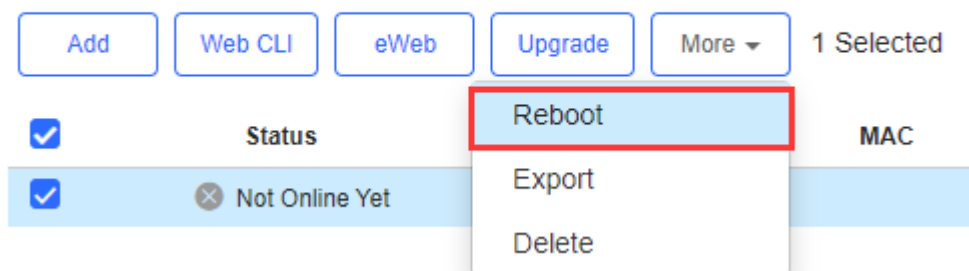 Add Web CLI eWeb Upgrade More 1 Selected
Reboot
Status MAC
Export
Not Online Yet
Delete